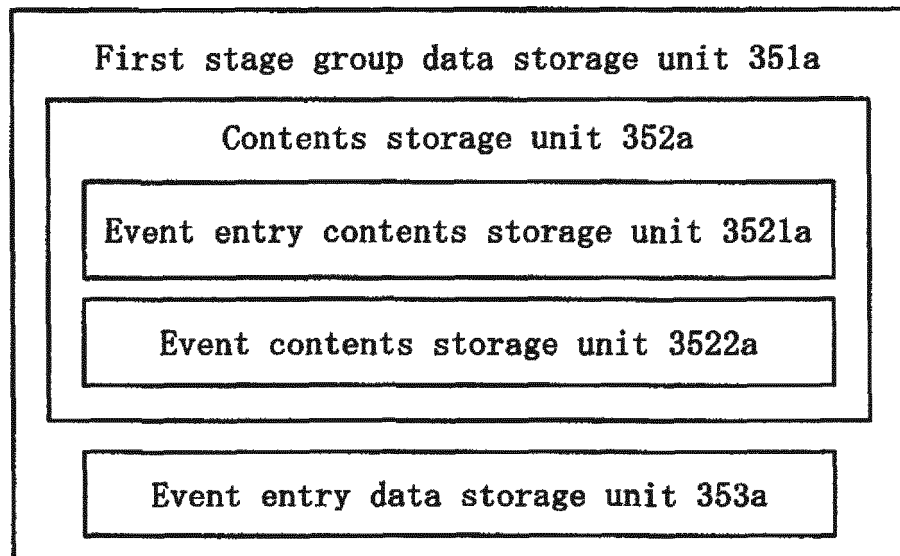 First stage group data storage unit 351a
Contents storage unit 352a
Event entry contents storage unit 3521a
Event contents storage unit 3522a
Event entry data storage unit 353a